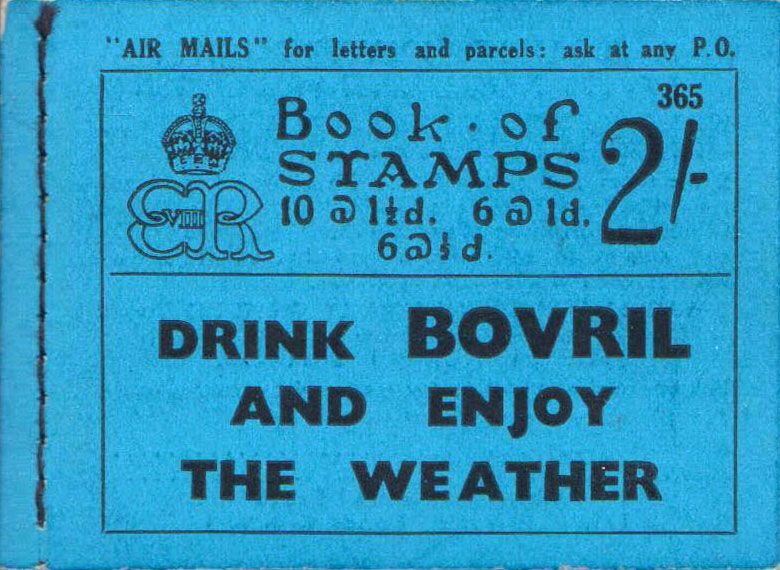 "AIR MAILS" for letters and parcels: ask at any P.O.
365
Book · of
STAMPS
2/-
10 @ 1½d. 6 @ 1d.
6 @ ½d.
E VIII R
DRINK BOVRIL
AND ENJOY
THE WEATHER